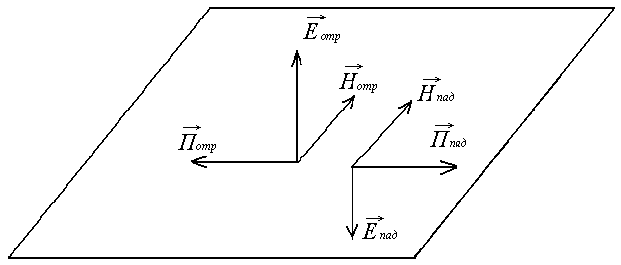 E отр
H отр
H пад
П отр
П пад
E пад